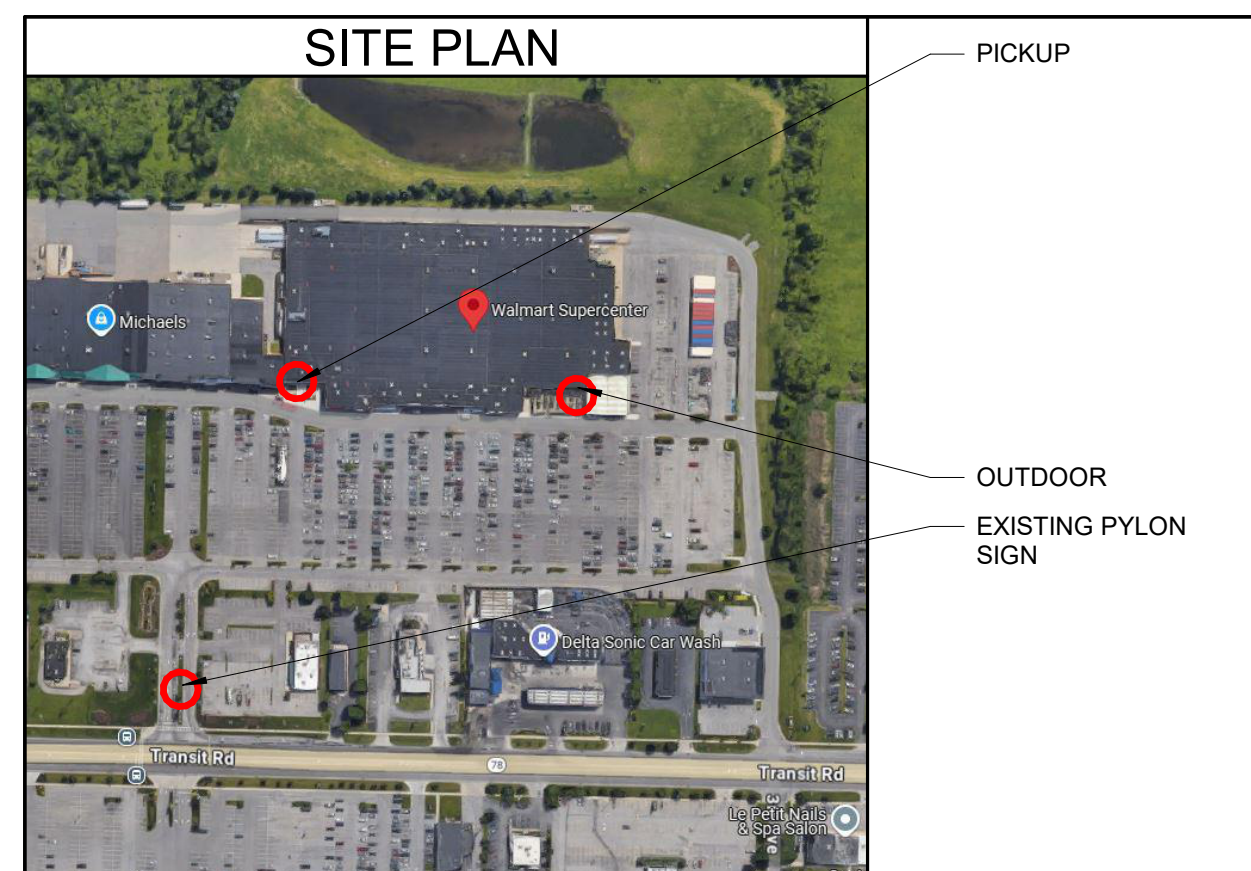 SITE PLAN
PICKUP
Walmart Supercenter
Michaels
OUTDOOR
EXISTING PYLON
SIGN
Delta Sonic Car Wash
Transit Rd
78
Transit Rd
Le Petit Nails
& Spa Salon